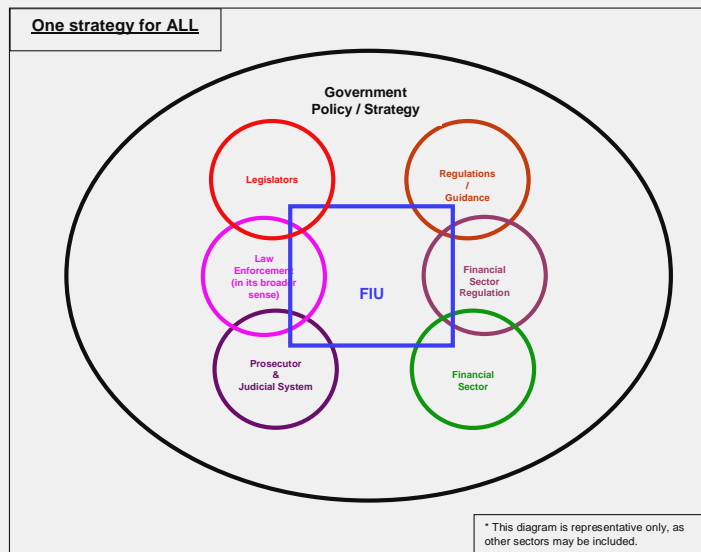 One strategy for ALL
Government
Policy / Strategy
Legislators
Regulations
/
Guidance
Law
Enforcement
(in its broader
sense)
FIU
Financial
Sector
Regulation
Prosecutor
&
Judicial System
Financial
Sector
* This diagram is representative only, as
other sectors may be included.